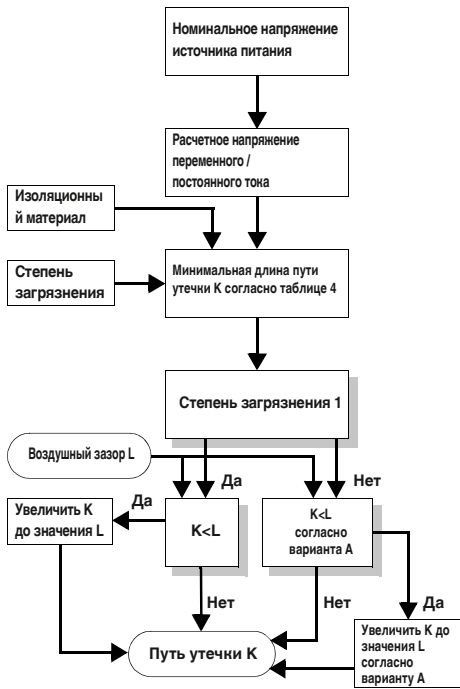 Номинальное напряжение
источника питания
Расчетное напряжение
переменного /
постоянного тока
Изоляционны
й материал
Степень
загрязнения
Минимальная длина пути
утечки K согласно таблице 4
Степень загрязнения 1
Воздушный зазор L
Да
Нет
Увеличить K
до значения L
Да
K<L
K<L
согласно
варианта A
Нет
Нет
Да
Путь утечки K
Увеличить K до
значения L
согласно
варианту A